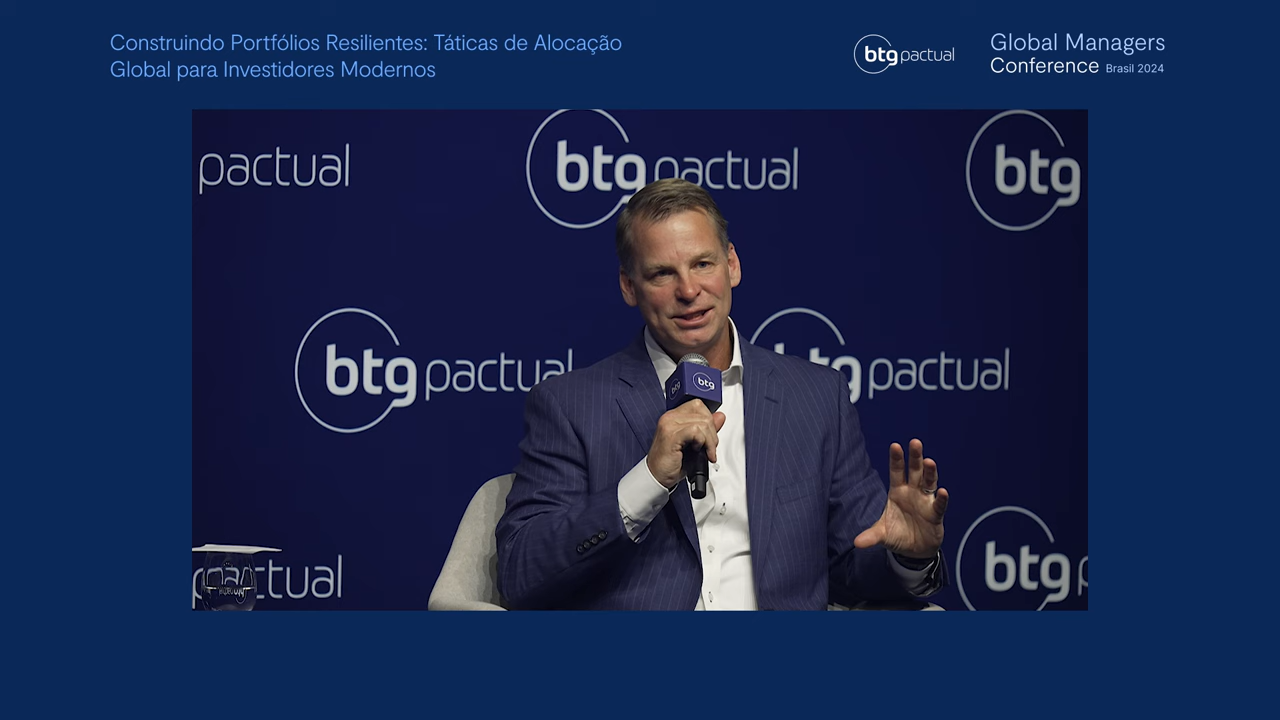 Construindo Portfólios Resilientes: Táticas de Alocação
Global para Investidores Modernos
btg pactual
Global Managers
Conference Brasil 2024
pactual
btg pactual
btg
btg pactual
btg pactual
btg
btg
pactual
btg